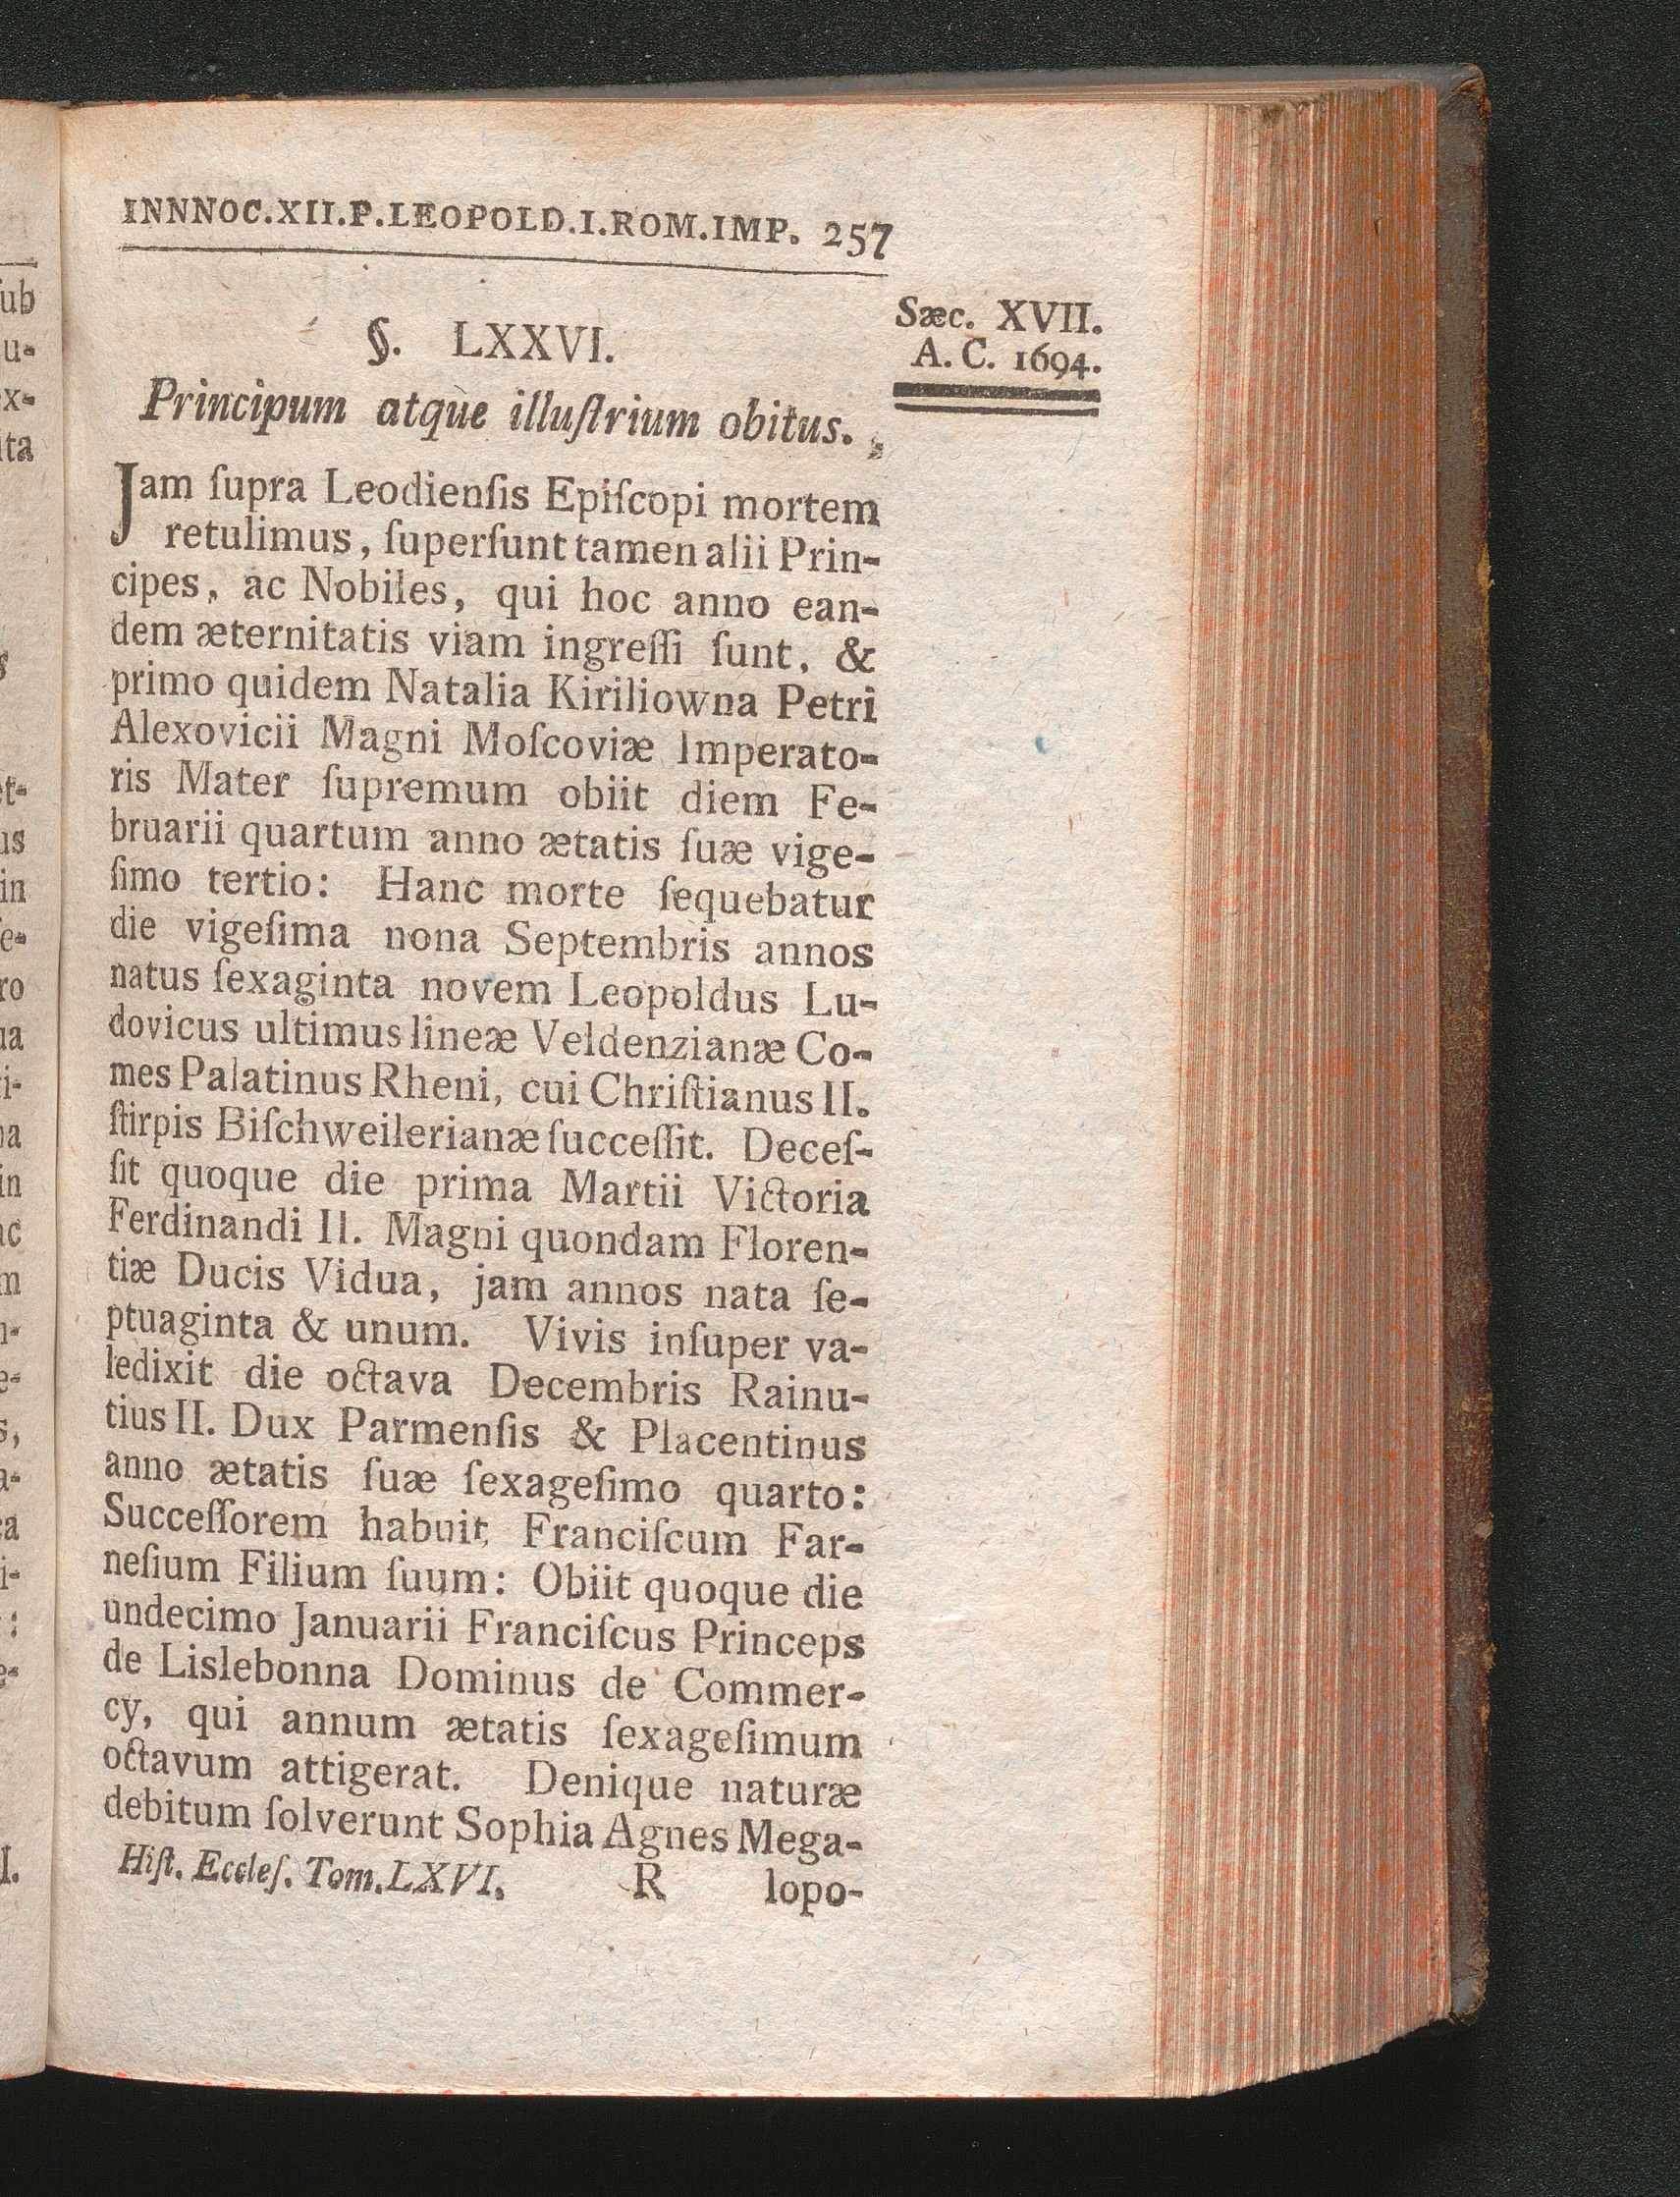 INNNOC.XII.P.LEOPOLD.I.ROM.IMP. 257
Sæc. XVII.
A. C. 1694.
§. LXXVI.
Principum atque illuſtrium obitus.
Jam ſupra Leodienſis Epiſcopi mortem
retulimus, ſuperſunt tamen alii Prin-
cipes, ac Nobiles, qui hoc anno ean-
dem æternitatis viam ingreſſi ſunt, &
primo quidem Natalia Kiriliowna Petri
Alexovicii Magni Moſcoviæ Imperato-
ris Mater ſupremum obiit diem Fe-
bruarii quartum anno ætatis ſuæ vige-
ſimo tertio: Hanc morte ſequebatur
die vigeſima nona Septembris annos
natus ſexaginta novem Leopoldus Lu-
dovicus ultimus lineæ Veldenzianæ Co-
mes Palatinus Rheni, cui Chriſtianus II.
ſtirpis Biſchweilerianæ ſucceſſit. Deceſ-
ſit quoque die prima Martii Victoria
Ferdinandi II. Magni quondam Floren-
tiæ Ducis Vidua, jam annos nata ſe-
ptuaginta & unum. Vivis inſuper va-
ledixit die octava Decembris Rainu-
tius II. Dux Parmenſis & Placentinus
anno ætatis ſuæ ſexageſimo quarto:
Succeſſorem habuit Franciſcum Far-
neſium Filium ſuum: Obiit quoque die
undecimo Januarii Franciſcus Princeps
de Lislebonna Dominus de Commer-
cy, qui annum ætatis ſexageſimum
octavum attigerat. Denique naturæ
debitum ſolverunt Sophia Agnes Mega-
Hiſt. Eccleſ. Tom. LXVI. R lopo-